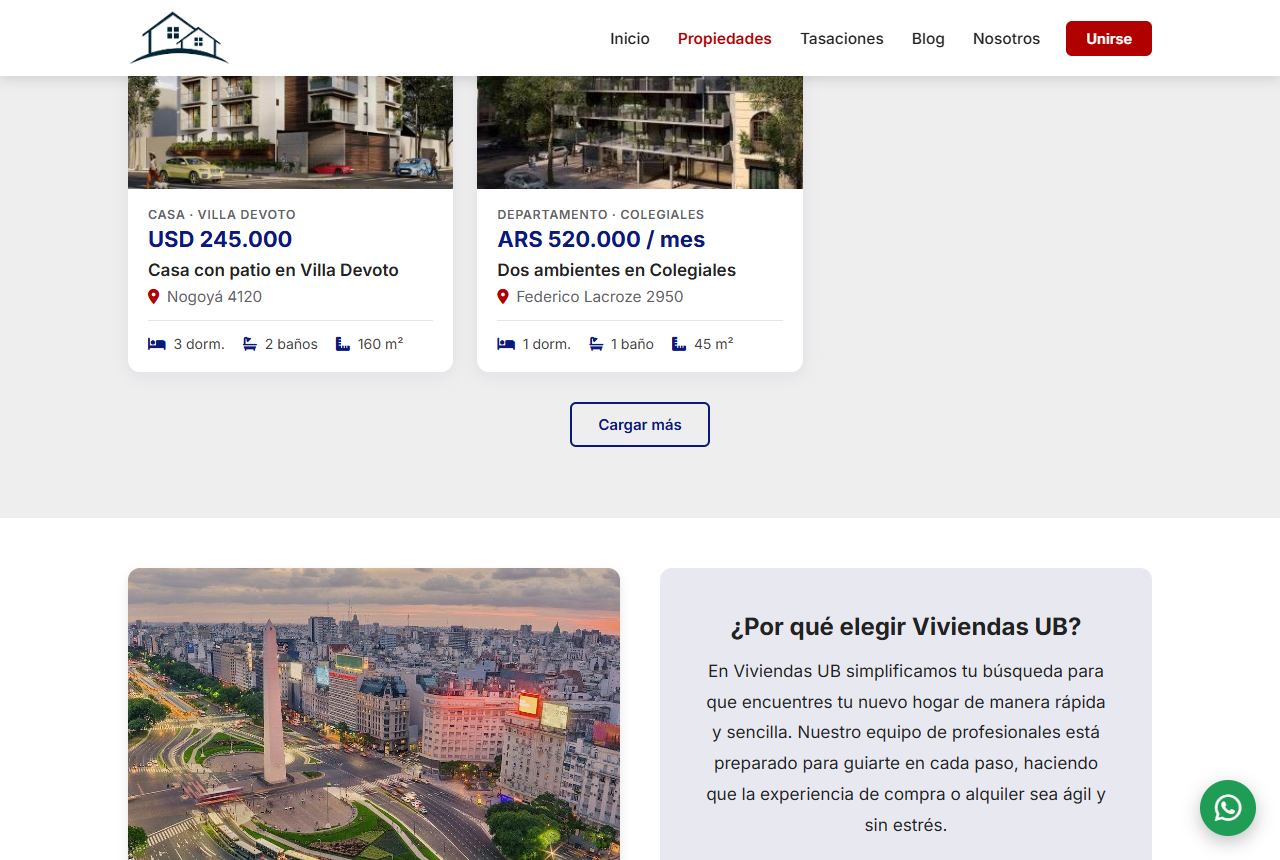 Inicio
Propiedades
Tasaciones
Blog
Nosotros
Unirse
CASA · VILLA DEVOTO
USD 245.000
Casa con patio en Villa Devoto
Nogoyá 4120
3 dorm.
2 baños
160 m²
DEPARTAMENTO · COLEGIALES
ARS 520.000 / mes
Dos ambientes en Colegiales
Federico Lacroze 2950
1 dorm.
1 baño
45 m²
Cargar más
¿Por qué elegir Viviendas UB?
En Viviendas UB simplificamos tu búsqueda para
que encuentres tu nuevo hogar de manera rápida
y sencilla. Nuestro equipo de profesionales está
preparado para guiarte en cada paso, haciendo
que la experiencia de compra o alquiler sea ágil y
sin estrés.